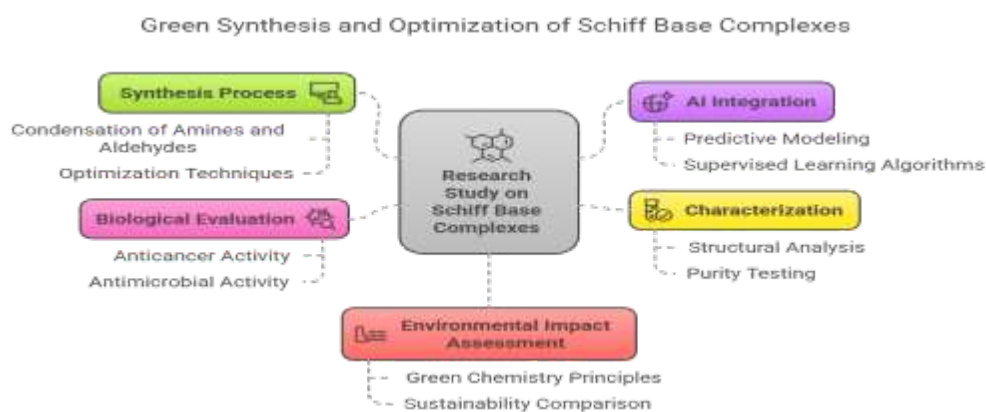 Green Synthesis and Optimization of Schiff Base Complexes
Synthesis Process
Condensation of Amines and
Aldehydes
Optimization Techniques
Biological Evaluation
Anticancer Activity
Antimicrobial Activity
Research
Study on
Schiff Base
Complexes
AI Integration
Predictive Modeling
Supervised Learning Algorithms
Characterization
Structural Analysis
Purity Testing
Environmental Impact
Assessment
Green Chemistry Principles
Sustainability Comparison